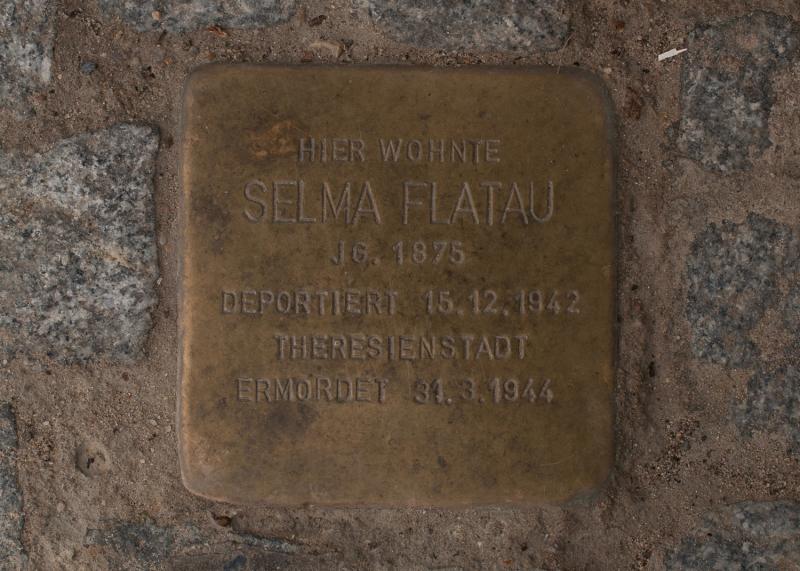 HIER WOHNTE
SELMA FLATAU
JG. 1875
DEPORTIERT 15.12.1942
THERESIENSTADT
ERMORDET 31.3.1944